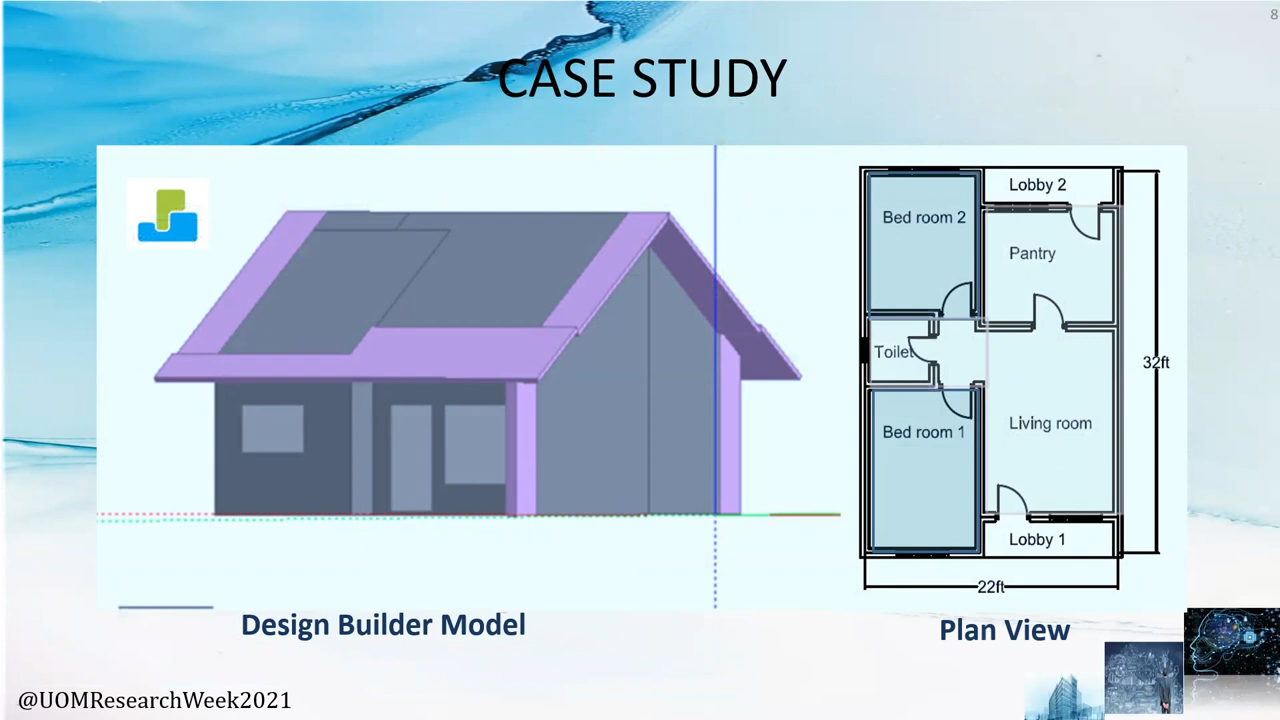 8
CASE STUDY
Lobby 2
Bed room 2
Pantry
Toilet
32ft
Living room
Bed room 1
Lobby 1
22ft
Design Builder Model
Plan View
@UOMResearchWeek2021